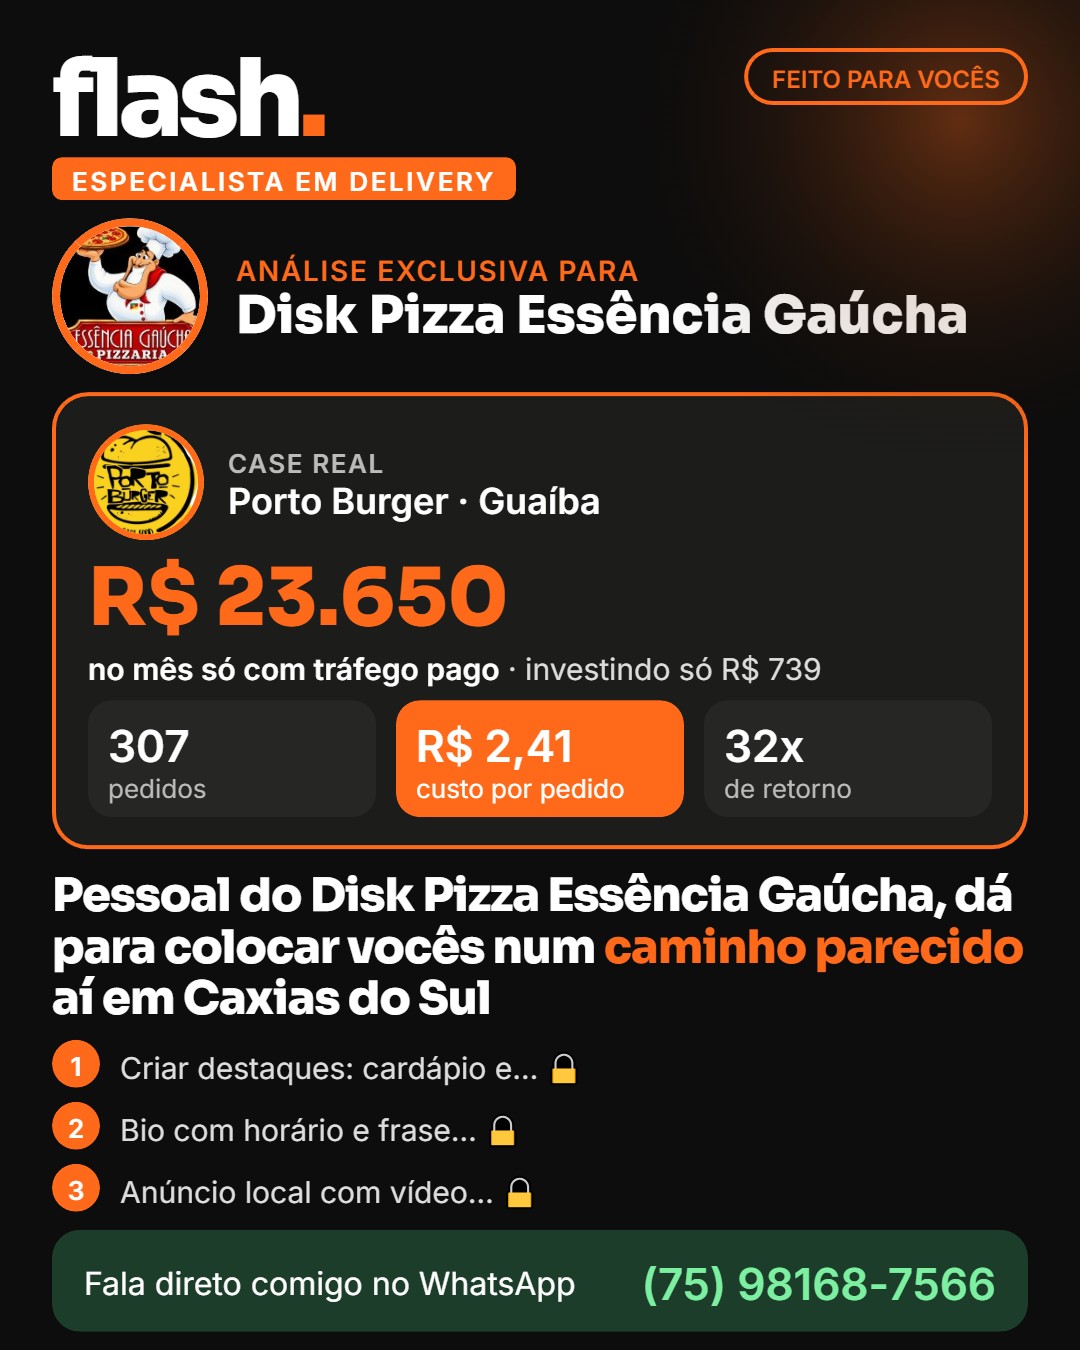 flash.
FEITO PARA VOCÊS
ESPECIALISTA EM DELIVERY
ESSÊNCIA GAÚCHA
PIZZARIA
ANÁLISE EXCLUSIVA PARA
Disk Pizza Essência Gaúcha
PORTO
BURGER
CASE REAL
Porto Burger · Guaíba
R$ 23.650
no mês só com tráfego pago · investindo só R$ 739
307
pedidos
R$ 2,41
custo por pedido
32x
de retorno
Pessoal do Disk Pizza Essência Gaúcha, dá
para colocar vocês num caminho parecido
aí em Caxias do Sul
1 Criar destaques: cardápio e... 🔒
2 Bio com horário e frase... 🔒
3 Anúncio local com vídeo... 🔒
Fala direto comigo no WhatsApp (75) 98168-7566